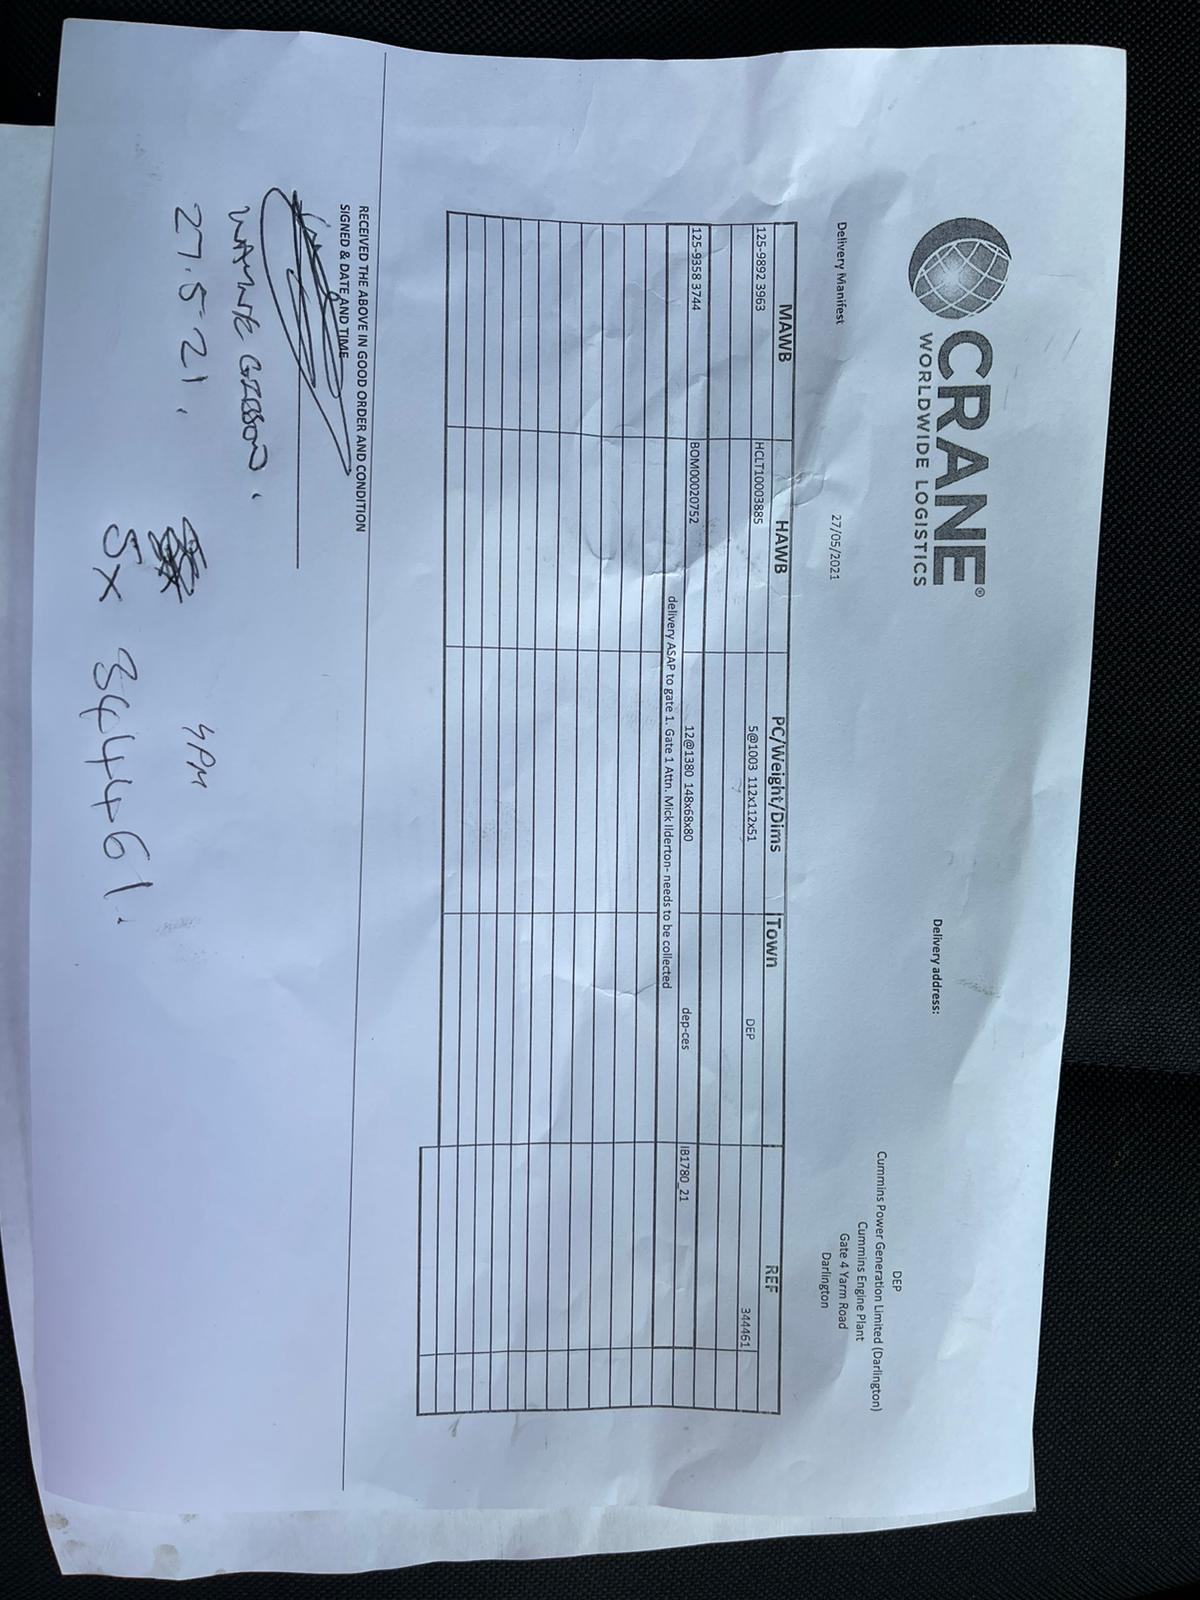 CRANE®
WORLDWIDE LOGISTICS
Delivery address:
DEP
Cummins Power Generation Limited (Darlington)
Cummins Engine Plant
Gate 4 Yarm Road
Darlington
Delivery Manifest 27/05/2021
MAWB HAWB PC/Weight/Dims Town REF
125-9892 3963 HCLT10003885 5@1003 112x112x51 DEP 344461
125-9358 3744 BOM00020752 12@1380 148x68x80 dep-ces IB1780_21
delivery ASAP to gate 1. Gate 1 Attn. Mick Ilderton- needs to be collected
RECEIVED THE ABOVE IN GOOD ORDER AND CONDITION
SIGNED & DATE AND TIME
WAYNE GIBSON.
27.5.21. 4PM
5x 344461.